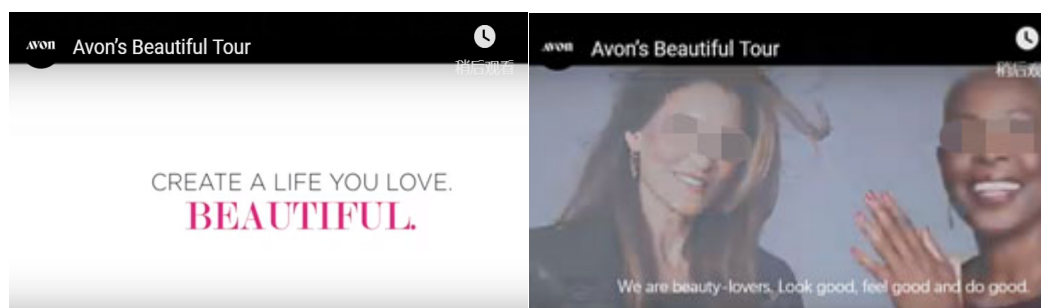 AVON Avon's Beautiful Tour
稍后观看
CREATE A LIFE YOU LOVE.
BEAUTIFUL.
AVON Avon's Beautiful Tour
稍后观
We are beauty-lovers. Look good, feel good and do good.